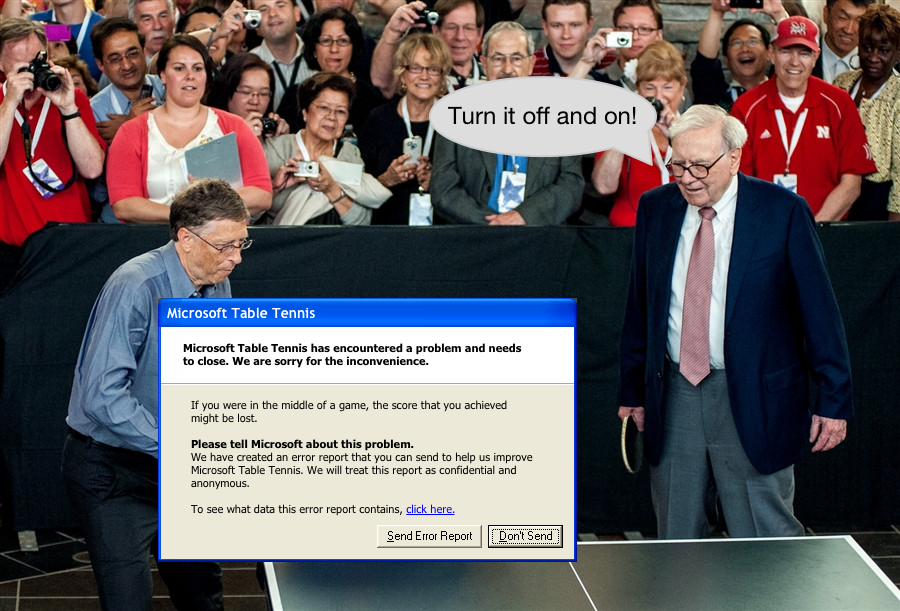 Turn it off and on!
N
N
Microsoft Table Tennis
Microsoft Table Tennis has encountered a problem and needs
to close. We are sorry for the inconvenience.
If you were in the middle of a game, the score that you achieved
might be lost.
Please tell Microsoft about this problem.
We have created an error report that you can send to help us improve
Microsoft Table Tennis. We will treat this report as confidential and
anonymous.
To see what data this error report contains, click here.
Send Error Report
Don't Send